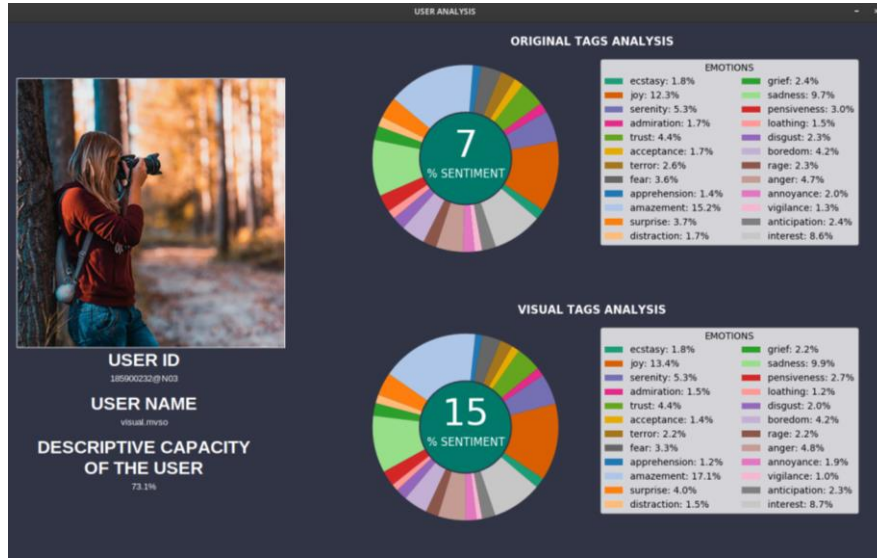 USER ANALYSIS
ORIGINAL TAGS ANALYSIS
7
% SENTIMENT
EMOTIONS
ecstasy: 1.8%
joy: 12.3%
serenity: 5.3%
admiration: 1.7%
trust: 4.4%
acceptance: 1.7%
terror: 2.6%
fear: 3.6%
apprehension: 1.4%
amazement: 15.2%
surprise: 3.7%
distraction: 1.7%
grief: 2.4%
sadness: 9.7%
pensiveness: 3.0%
loathing: 1.5%
disgust: 2.3%
boredom: 4.2%
rage: 2.3%
anger: 4.7%
annoyance: 2.0%
vigilance: 1.3%
anticipation: 2.4%
interest: 8.6%
USER ID
185900232@N03
USER NAME
visual.mvso
DESCRIPTIVE CAPACITY
OF THE USER
73.1%
VISUAL TAGS ANALYSIS
15
% SENTIMENT
EMOTIONS
ecstasy: 1.8%
joy: 13.4%
serenity: 5.3%
admiration: 1.5%
trust: 4.4%
acceptance: 1.4%
terror: 2.2%
fear: 3.3%
apprehension: 1.2%
amazement: 17.1%
surprise: 4.0%
distraction: 1.5%
grief: 2.2%
sadness: 9.9%
pensiveness: 2.7%
loathing: 1.2%
disgust: 2.0%
boredom: 4.2%
rage: 2.2%
anger: 4.8%
annoyance: 1.9%
vigilance: 1.0%
anticipation: 2.3%
interest: 8.7%